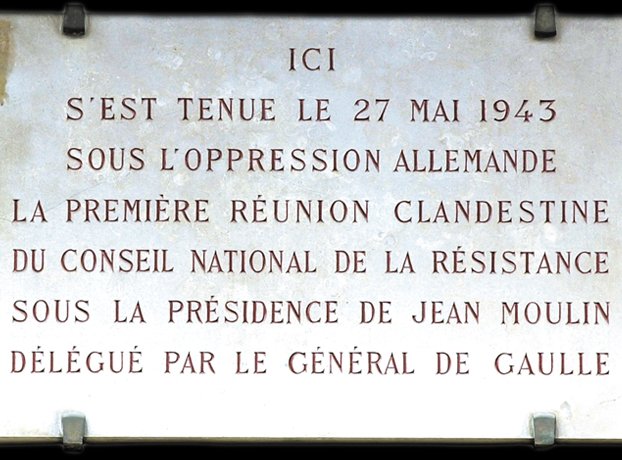 ICI
S'EST TENUE LE 27 MAI 1943
SOUS L'OPPRESSION ALLEMANDE
LA PREMIÈRE RÉUNION CLANDESTINE
DU CONSEIL NATIONAL DE LA RÉSISTANCE
SOUS LA PRÉSIDENCE DE JEAN MOULIN
DÉLÉGUÉ PAR LE GÉNÉRAL DE GAULLE